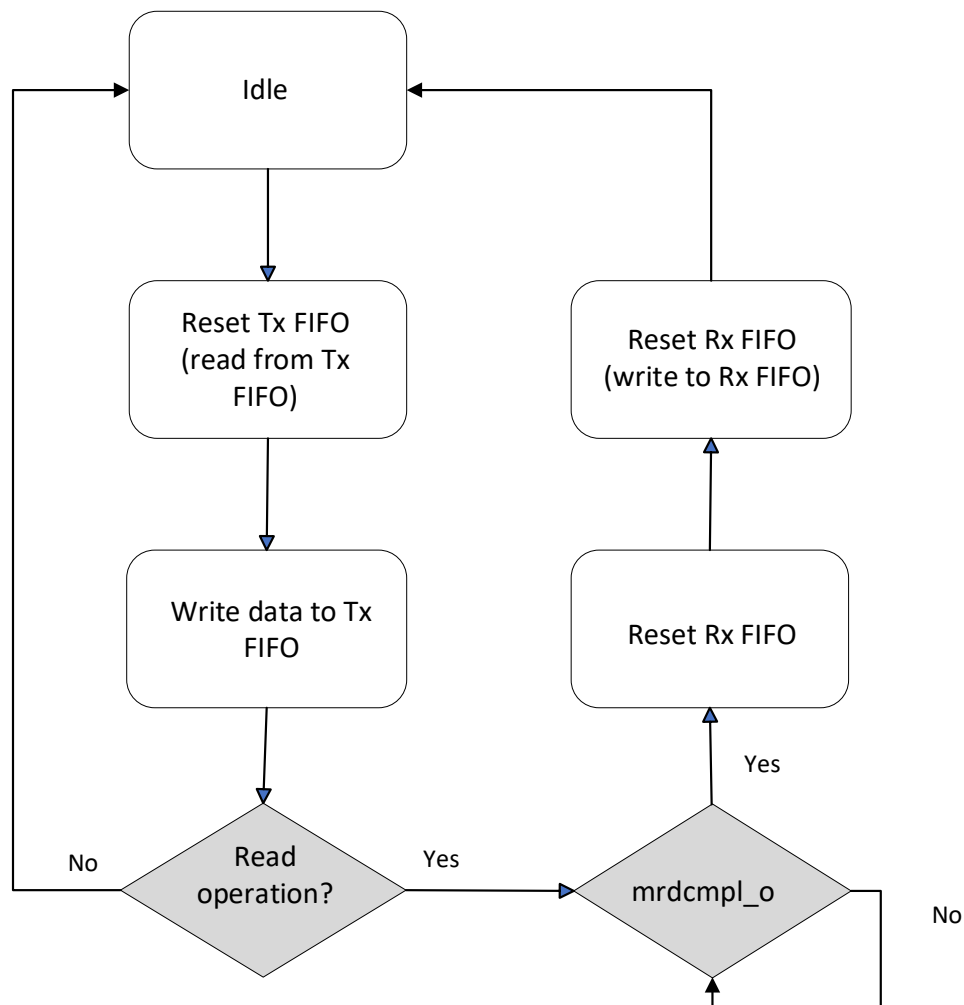 Idle
Reset Tx FIFO
(read from Tx
FIFO)
Reset Rx FIFO
(write to Rx FIFO)
Write data to Tx
FIFO
Reset Rx FIFO
Yes
No
Read
operation?
Yes
mrdcmpl_o
No